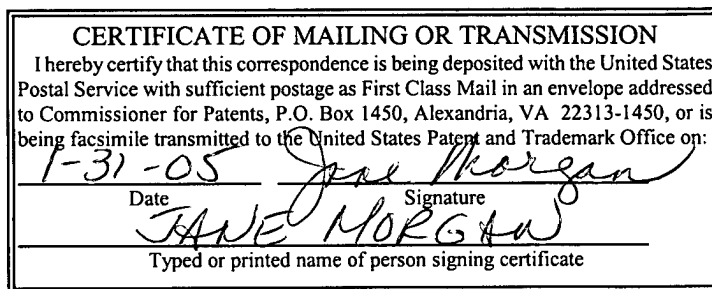 CERTIFICATE OF MAILING OR TRANSMISSION
I hereby certify that this correspondence is being deposited with the United States
Postal Service with sufficient postage as First Class Mail in an envelope addressed
to Commissioner for Patents, P.O. Box 1450, Alexandria, VA 22313-1450, or is
being facsimile transmitted to the United States Patent and Trademark Office on:
1-31-05 Jane Morgan
Date Signature
JANE MORGAN
Typed or printed name of person signing certificate